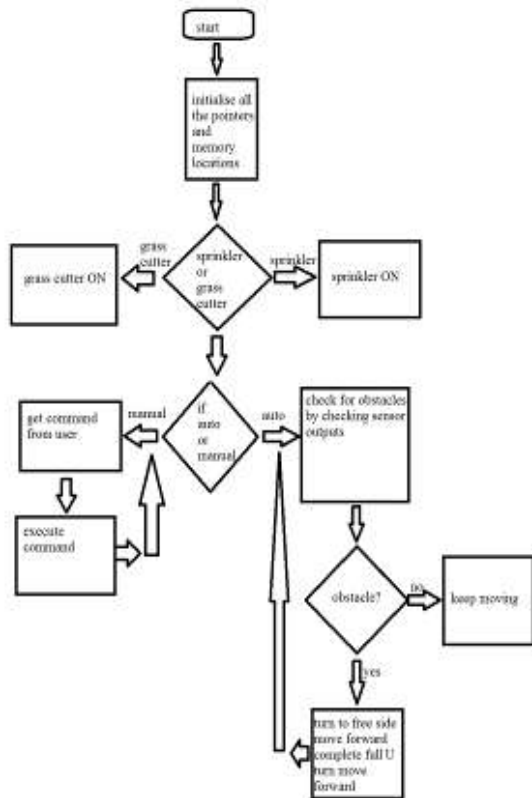 start
initialise all
the pointers
and
memory
locations
grass
cutter
sprinkler
or
grass
cutter
sprinkler
grass cutter ON
sprinkler ON
manual
if
auto
or
manual
auto
get command
from user
check for obstacles
by checking sensor
outputs
execute
command
obstacle?
no
keep moving
yes
turn to free side
move forward
complete full U
turn move
forward